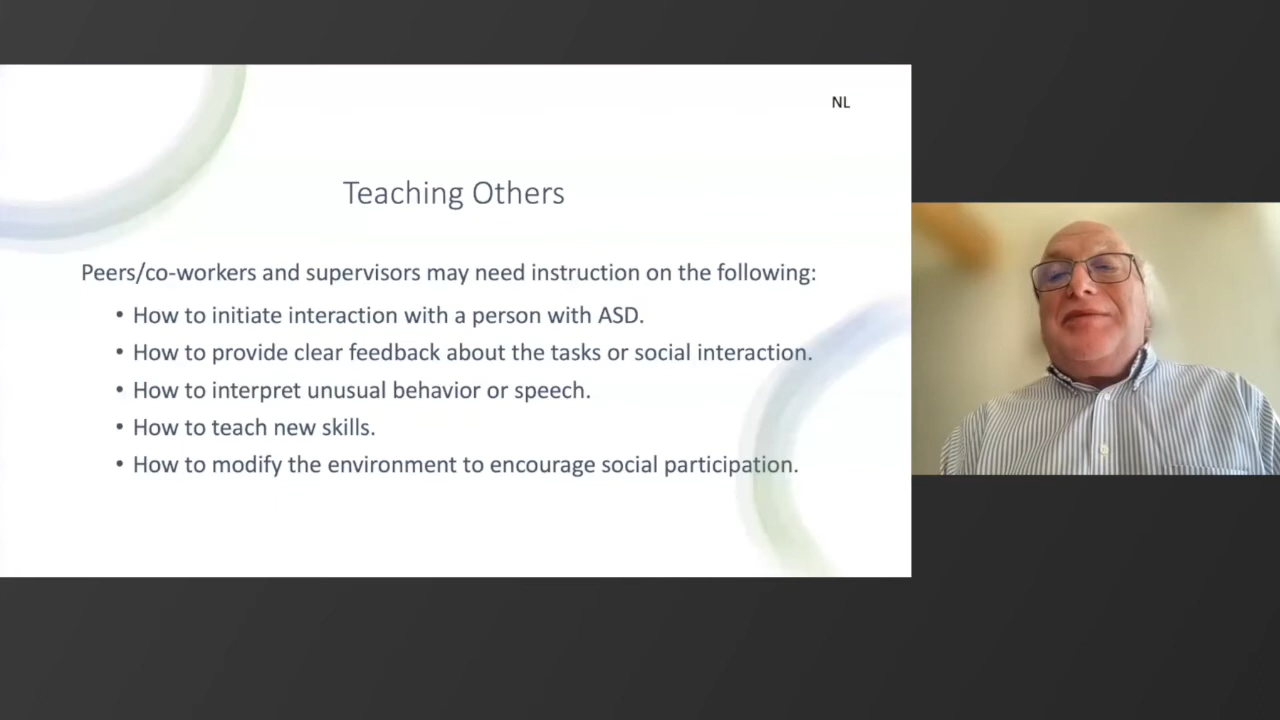 NL
Teaching Others
Peers/co-workers and supervisors may need instruction on the following:
• How to initiate interaction with a person with ASD.
• How to provide clear feedback about the tasks or social interaction.
• How to interpret unusual behavior or speech.
• How to teach new skills.
• How to modify the environment to encourage social participation.